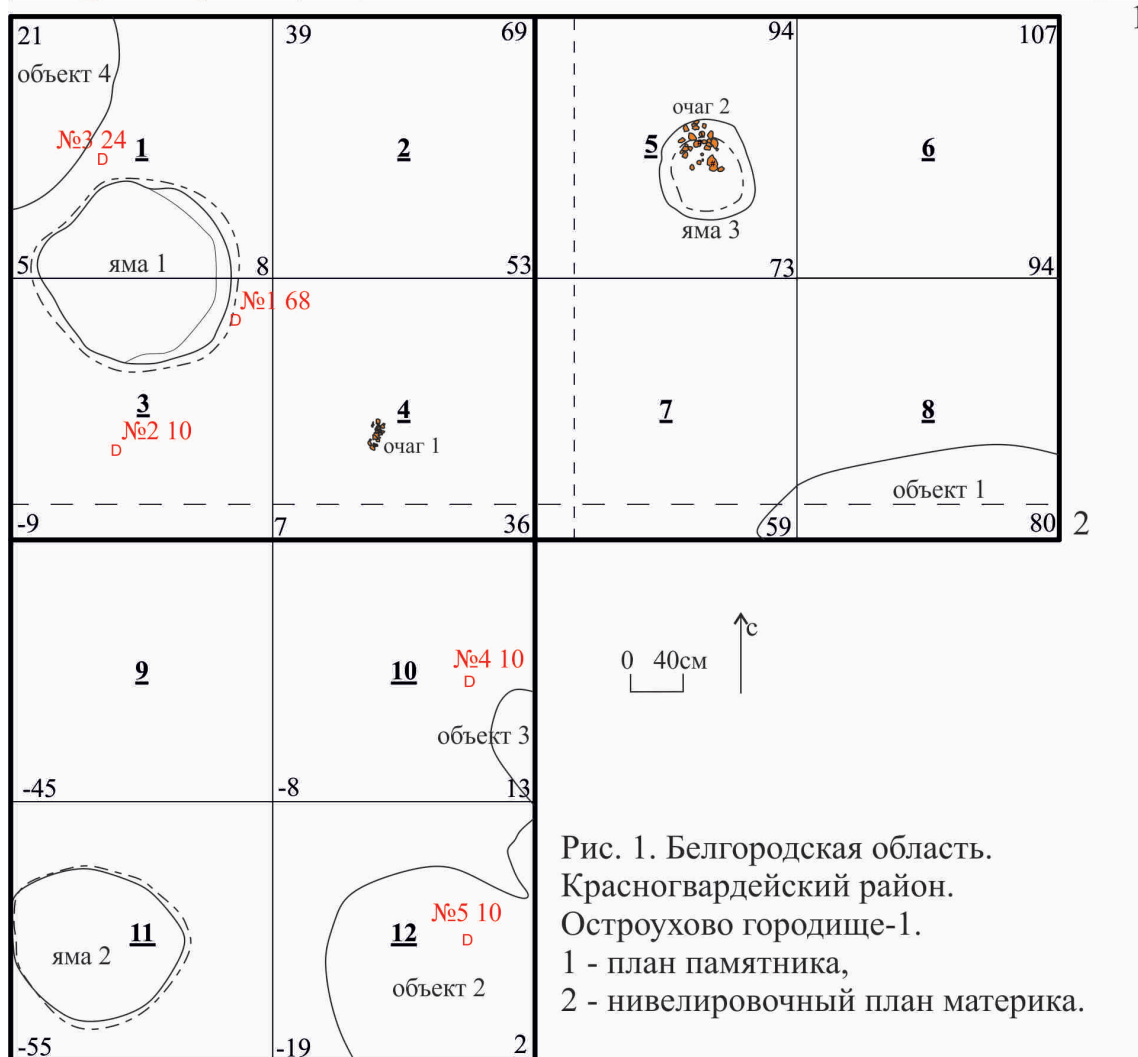 21 39 69 94 107
1
объект 4
очаг 2
№3 24
1 2 5 6
яма 3
яма 1
5 8 53 73 94
№1 68
3 4 7 8
№2 10
очаг 1
объект 1
-9 7 36 59 80 2
№4 10
9 10
0 40см
с
объект 3
-45 -8 13
Рис. 1. Белгородская область.
Красногвардейский район.
Остроухово городище-1.
1 - план памятника,
2 - нивелировочный план материка.
№5 10
11 12
яма 2
объект 2
-55 -19 2